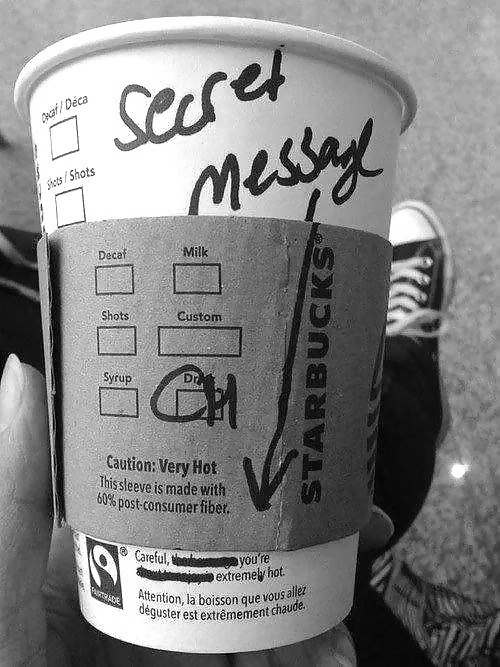 Secret
Message
Decaf / Déca
Shots / Shots
Decaf Milk
Shots Custom
Syrup
CH
STARBUCKS®
Caution: Very Hot
This sleeve is made with
60% post-consumer fiber.
FAIRTRADE ®
Careful, you're
extremely hot.
Attention, la boisson que vous allez
déguster est extrêmement chaude.